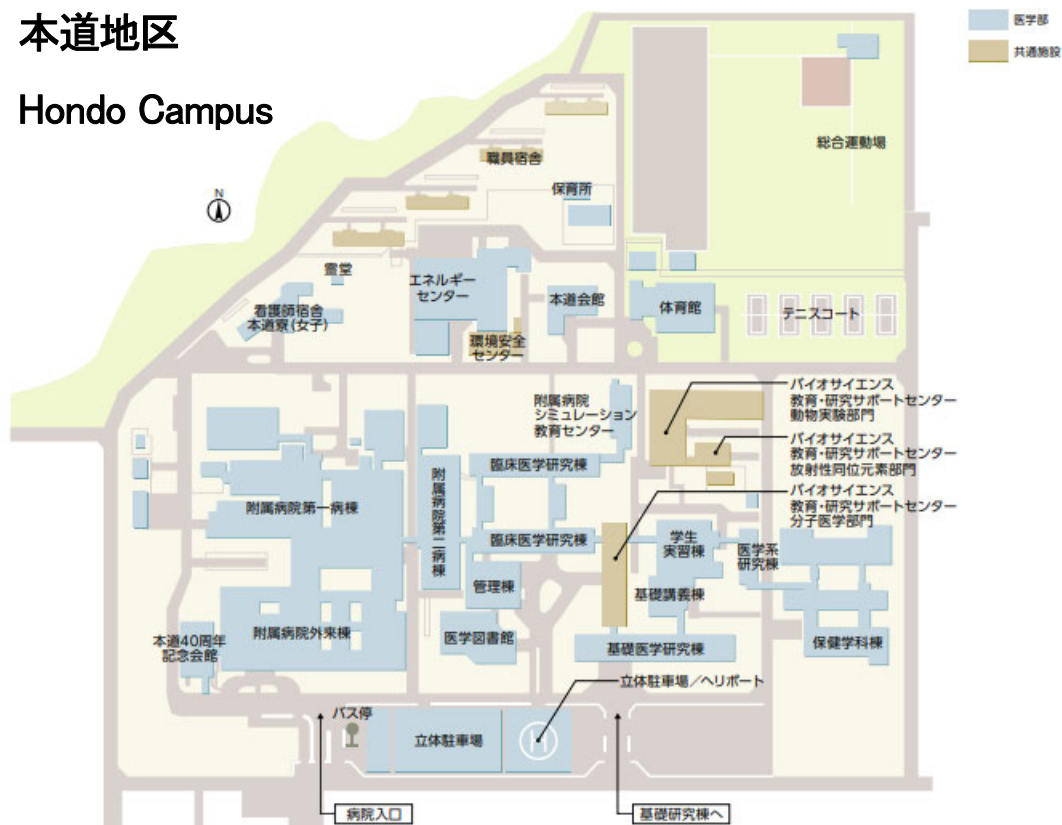 本道地区
Hondo Campus
医学部
共通施設
N
総合運動場
職員宿舎
保育所
霊堂
エネルギー
センター
本道会館
体育館
テニスコート
看護師宿舎
本道寮(女子)
環境安全
センター
バイオサイエンス
教育・研究サポートセンター
動物実験部門
附属病院
シミュレーション
教育センター
バイオサイエンス
教育・研究サポートセンター
放射性同位元素部門
臨床医学研究棟
バイオサイエンス
教育・研究サポートセンター
分子医学部門
附属病院第一病棟
附属病院第二病棟
臨床医学研究棟
学生
実習棟
医学系
研究棟
管理棟
基礎講義棟
附属病院外来棟
医学図書館
基礎医学研究棟
保健学科棟
本道40周年
記念会館
立体駐車場/ヘリポート
バス停
立体駐車場
H
病院入口
基礎研究棟へ